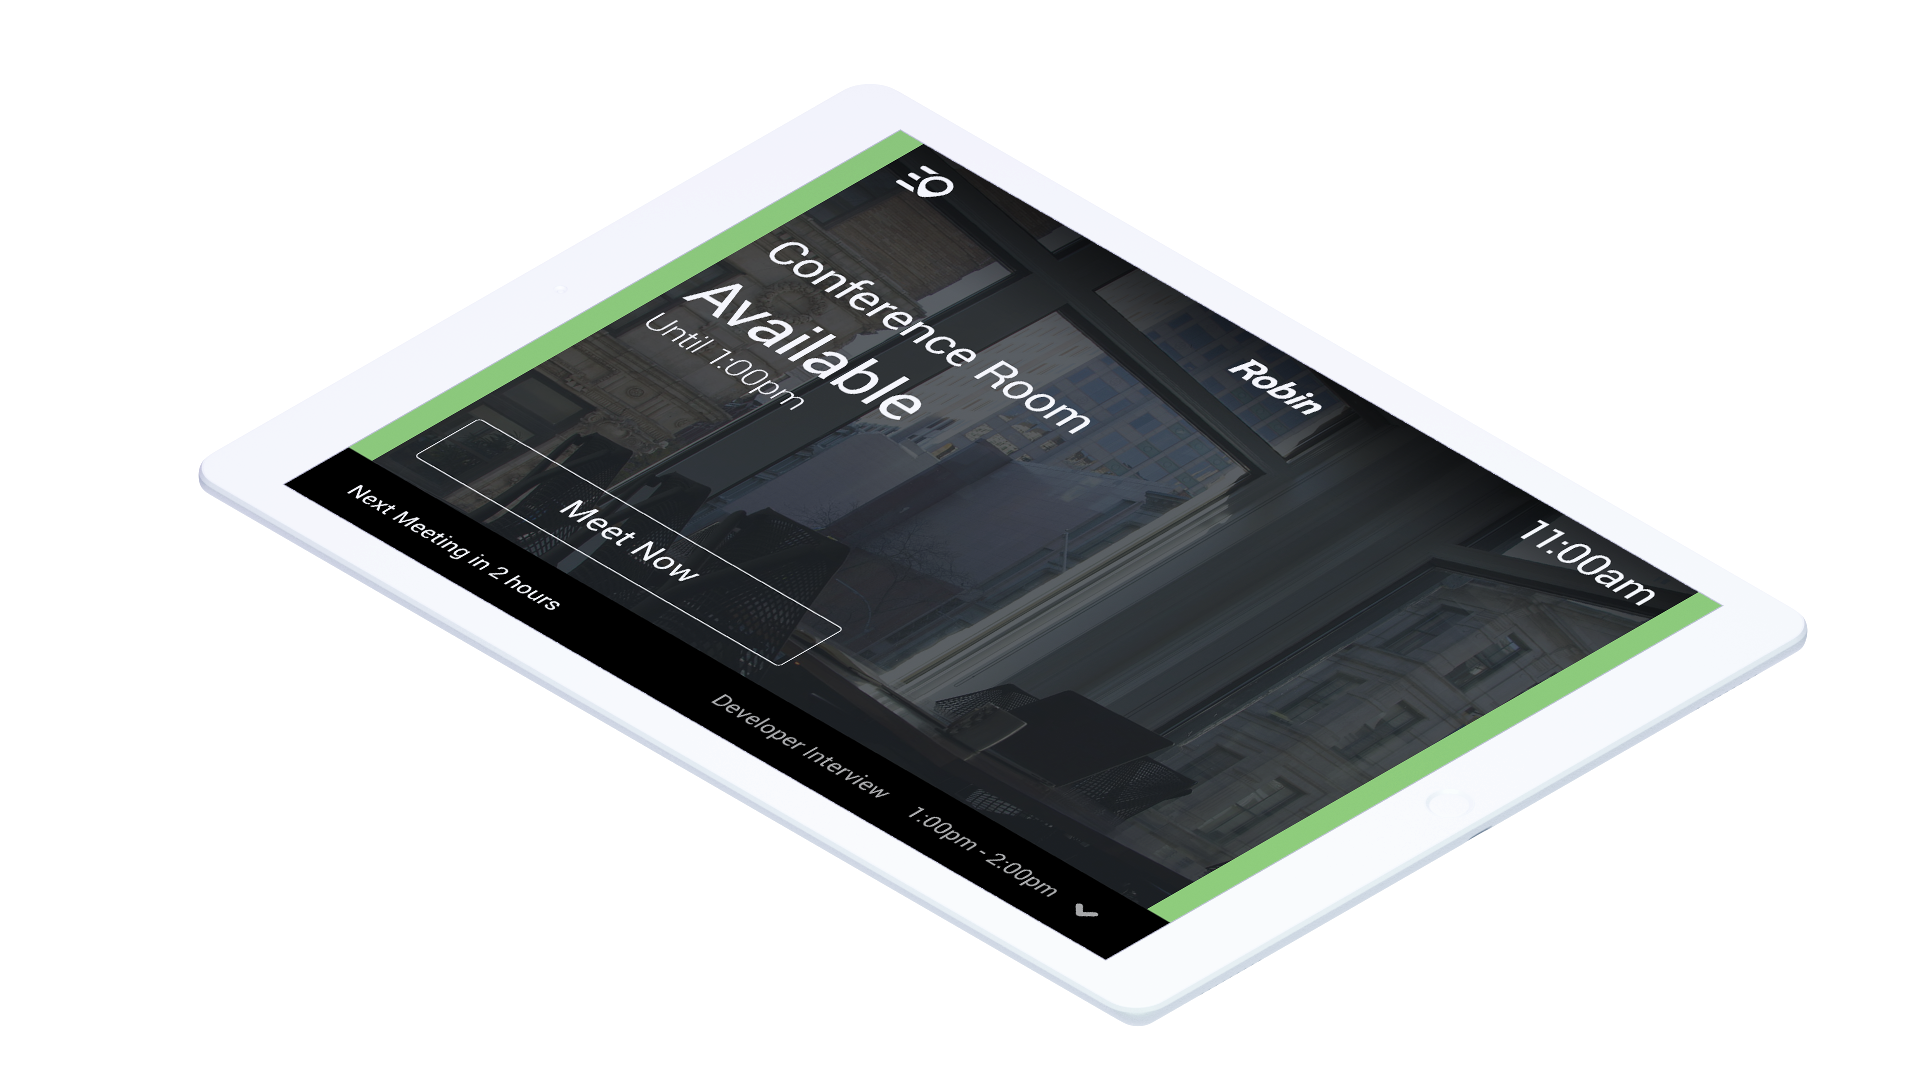 Robin
11:00am
Conference Room
Available
Until 1:00pm
Meet Now
Next Meeting in 2 hours
Developer Interview 1:00pm - 2:00pm